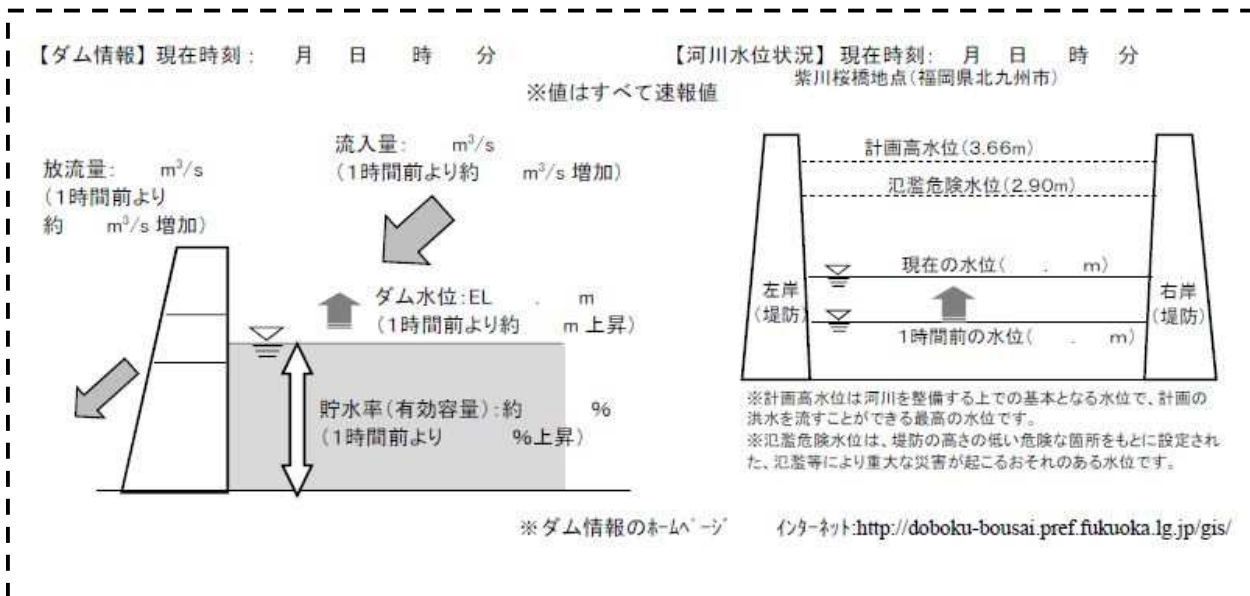 【ダム情報】現在時刻: 月 日 時 分
※値はすべて速報値
流入量: m³/s
(1時間前より約 m³/s 増加)
放流量: m³/s
(1時間前より
約 m³/s 増加)
ダム水位:EL . m
(1時間前より約 m 上昇)
貯水率(有効容量):約 %
(1時間前より %上昇)
【河川水位状況】現在時刻: 月 日 時 分
紫川桜橋地点(福岡県北九州市)
計画高水位(3.66m)
氾濫危険水位(2.90m)
現在の水位( . m)
左岸
(堤防)
右岸
(堤防)
1時間前の水位( . m)
※計画高水位は河川を整備する上での基本となる水位で、計画の
洪水を流すことができる最高の水位です。
※氾濫危険水位は、堤防の高さの低い危険な箇所をもとに設定され
た、氾濫等により重大な災害が起こるおそれのある水位です。
※ダム情報のホームページ インターネット:http://doboku-bousai.pref.fukuoka.lg.jp/gis/